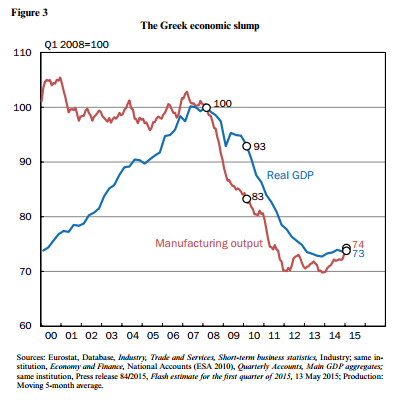 Figure 3
The Greek economic slump
Q1 2008=100
110
100
90
80
70
60
100
93
Real GDP
83
Manufacturing output
74
73
00 01 02 03 04 05 06 07 08 09 10 11 12 13 14 15
Sources: Eurostat, Database, Industry, Trade and Services, Short-term business statistics, Industry; same in-
stitution, Economy and Finance, National Accounts (ESA 2010), Quarterly Accounts, Main GDP aggregates;
same institution, Press release 84/2015, Flash estimate for the first quarter of 2015, 13 May 2015; Production:
Moving 5-month average.